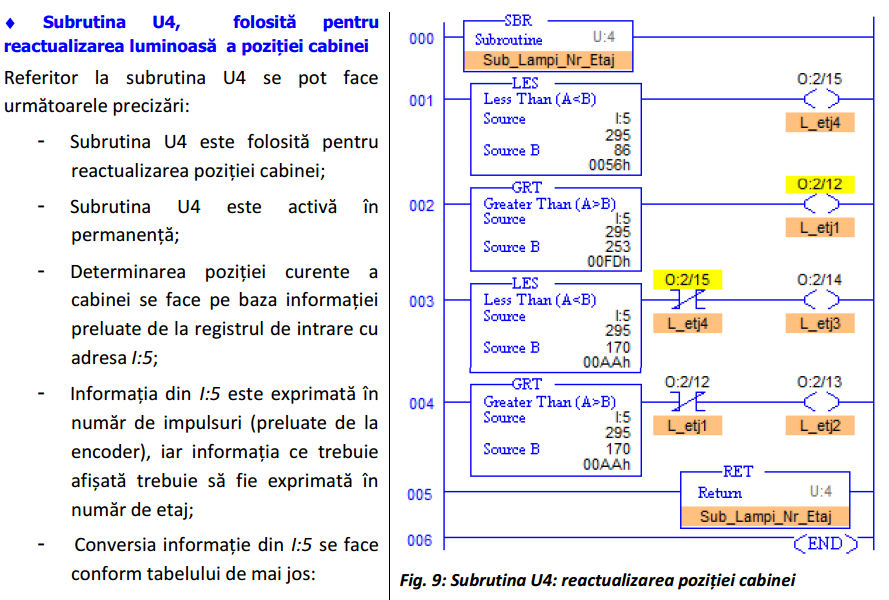 ♦ Subrutina U4, folosită pentru
reactualizarea luminoasă a poziției cabinei
Referitor la subrutina U4 se pot face
următoarele precizări:
- Subrutina U4 este folosită pentru
reactualizarea poziției cabinei;
- Subrutina U4 este activă în
permanență;
- Determinarea poziției curente a
cabinei se face pe baza informației
preluate de la registrul de intrare cu
adresa I:5;
- Informația din I:5 este exprimată în
număr de impulsuri (preluate de la
encoder), iar informația ce trebuie
afișată trebuie să fie exprimată în
număr de etaj;
- Conversia informație din I:5 se face
conform tabelului de mai jos:
SBR
000 Subroutine U:4
Sub_Lampi_Nr_Etaj
LES O:2/15
001 Less Than (A<B)
Source I:5 L_etj4
295
Source B 86
0056h
GRT O:2/12
002 Greater Than (A>B)
Source I:5 L_etj1
295
Source B 253
00FDh
LES O:2/15 O:2/14
003 Less Than (A<B)
Source I:5 L_etj4 L_etj3
295
Source B 170
00AAh
GRT O:2/12 O:2/13
004 Greater Than (A>B)
Source I:5 L_etj1 L_etj2
295
Source B 170
00AAh
RET
005 Return U:4
Sub_Lampi_Nr_Etaj
006 END
Fig. 9: Subrutina U4: reactualizarea poziției cabinei